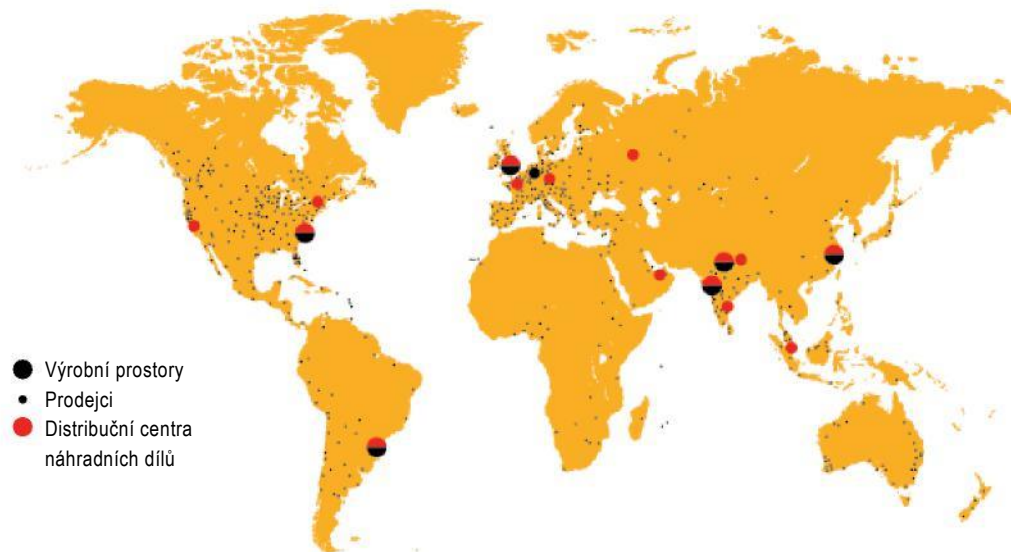 Výrobní prostory
Prodejci
Distribuční centra
náhradních dílů